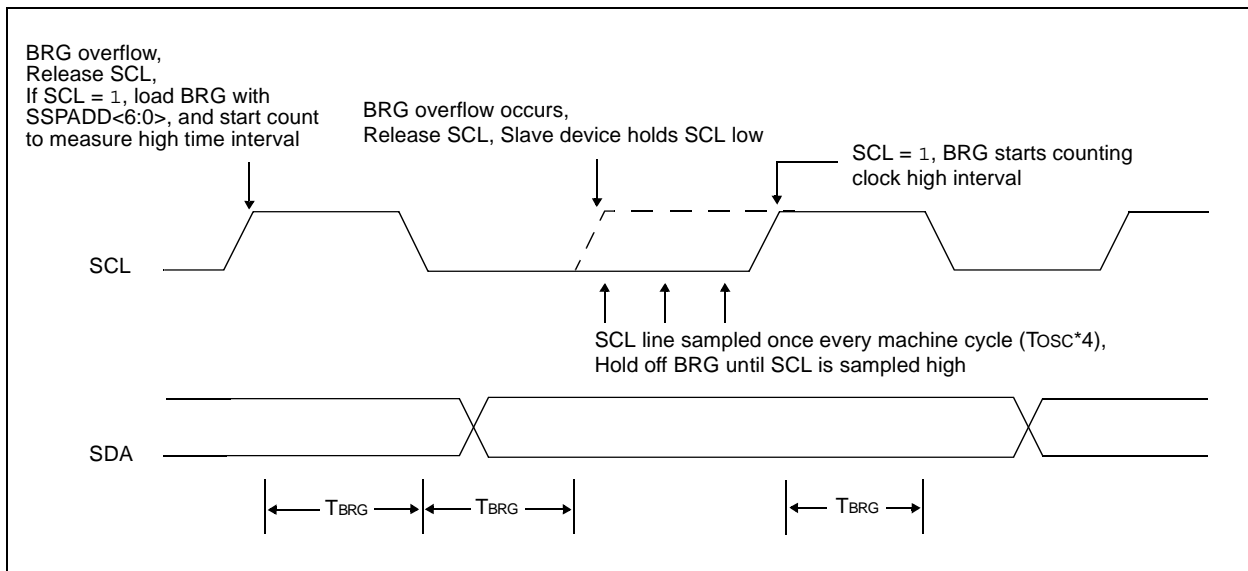 BRG overflow,
Release SCL,
If SCL = 1, load BRG with
SSPADD<6:0>, and start count
to measure high time interval
BRG overflow occurs,
Release SCL, Slave device holds SCL low
SCL = 1, BRG starts counting
clock high interval
SCL
SCL line sampled once every machine cycle (TOSC*4),
Hold off BRG until SCL is sampled high
SDA
TBRG
TBRG
TBRG